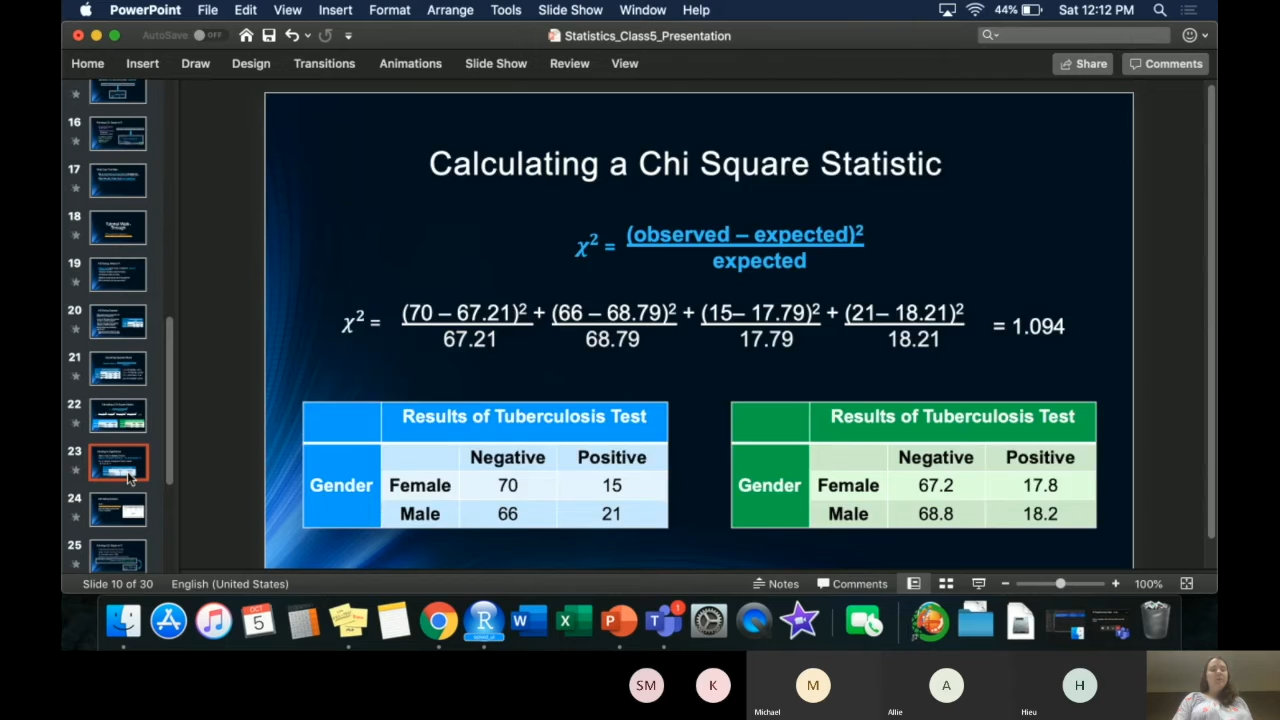 PowerPoint File Edit View Insert Format Arrange Tools Slide Show Window Help 44% Sat 12:12 PM
AutoSave OFF Statistics_Class5_Presentation
Home Insert Draw Design Transitions Animations Slide Show Review View Share Comments
16
17
18
19
20
21
22
23
24
25
Calculating a Chi Square Statistic
χ² = (observed – expected)²
expected
χ² = (70 – 67.21)² + (66 – 68.79)² + (15– 17.79)² + (21– 18.21)² = 1.094
67.21 68.79 17.79 18.21
Results of Tuberculosis Test
Negative Positive
Gender Female 70 15
Male 66 21
Results of Tuberculosis Test
Negative Positive
Gender Female 67.2 17.8
Male 68.8 18.2
Slide 10 of 30 English (United States) Notes Comments 100%
OCT
5
R
W
X
P
T
1
SM K M A H
Michael Allie Hieu